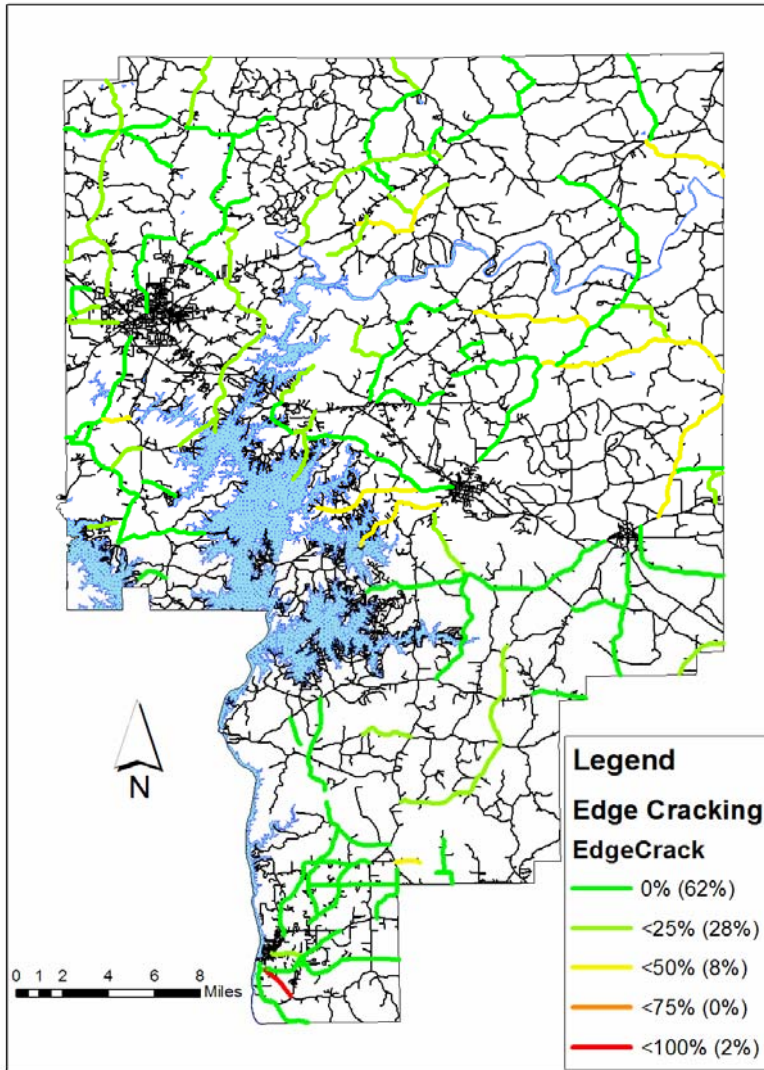 N
0 1 2 4 6 8
Miles
Legend
Edge Cracking
EdgeCrack
0% (62%)
<25% (28%)
<50% (8%)
<75% (0%)
<100% (2%)